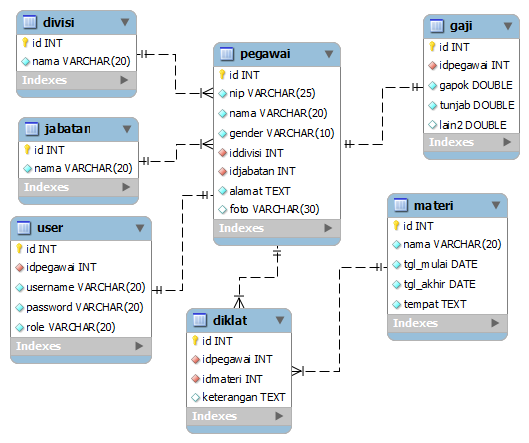 divisi
id INT
nama VARCHAR(20)
Indexes
jabatan
id INT
nama VARCHAR(20)
Indexes
user
id INT
idpegawai INT
username VARCHAR(20)
password VARCHAR(20)
role VARCHAR(20)
Indexes
pegawai
id INT
nip VARCHAR(25)
nama VARCHAR(20)
gender VARCHAR(10)
iddivisi INT
idjabatan INT
alamat TEXT
foto VARCHAR(30)
Indexes
diklat
id INT
idpegawai INT
idmateri INT
keterangan TEXT
Indexes
gaji
id INT
idpegawai INT
gapok DOUBLE
tunjab DOUBLE
lain2 DOUBLE
Indexes
materi
id INT
nama VARCHAR(20)
tgl_mulai DATE
tgl_akhir DATE
tempat TEXT
Indexes